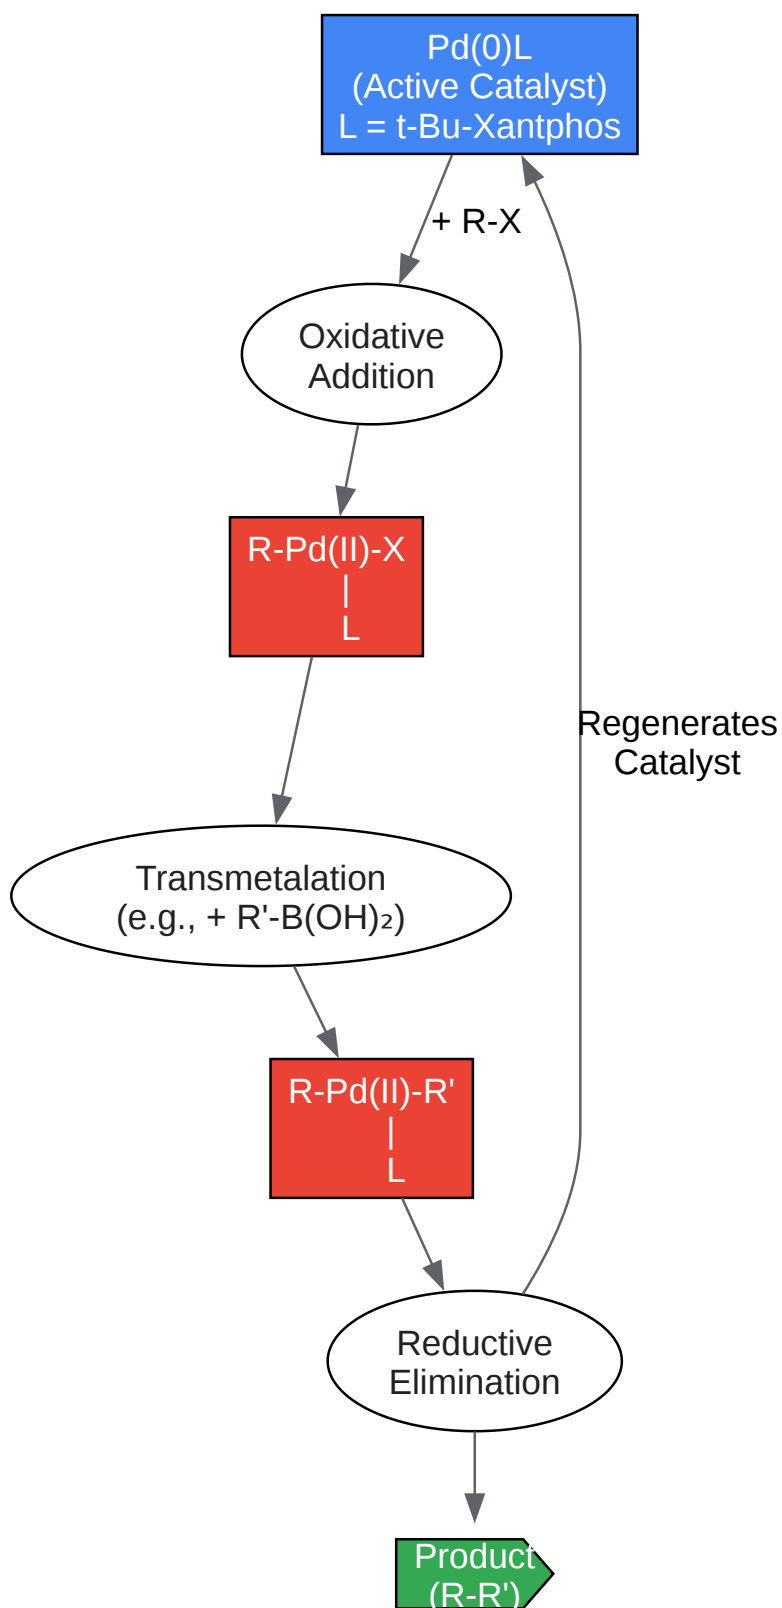 Pd(0)L
(Active Catalyst)
L = t-Bu-Xantphos
+ R-X
Oxidative
Addition
R-Pd(II)-X
|
L
Regenerates
Catalyst
Transmetalation
(e.g., + R'-B(OH)₂)
R-Pd(II)-R'
|
L
Reductive
Elimination
Product
(R-R')